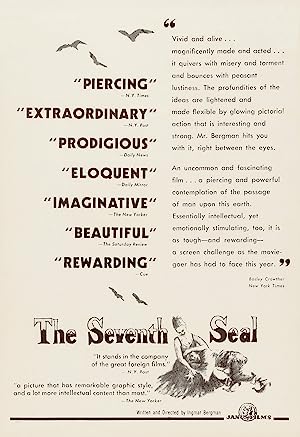 "PIERCING"
—N.Y. Times
"EXTRAORDINARY"
—N.Y. Post
"PRODIGIOUS"
—Daily News
"ELOQUENT"
—Daily Mirror
"IMAGINATIVE"
—The New Yorker
"BEAUTIFUL"
—The Saturday Review
"REWARDING"
—Cue
"
Vivid and alive . . .
magnificently made and acted . . .
it quivers with misery and torment
and bounces with peasant
lustiness. The profundities of
the ideas are lightened and
made flexible by glowing pictorial
action that is interesting and
strong. Mr. Bergman hits you
with it, right between the eyes.
An uncommon and fascinating
film . . . a piercing and powerful
contemplation of the passage
of man upon this earth.
Essentially intellectual, yet
emotionally stimulating, too, it is
as tough—and rewarding—
a screen challenge as the movie-
goer has had to face this year."
Bosley Crowther
New York Times
The Seventh Seal
"It stands in the company
of the great foreign films."
N.Y. Post
"a picture that has remarkable graphic style,
and a lot more intellectual content than most."
—The New Yorker
Written and Directed by Ingmar Bergman
JANUS FILMS